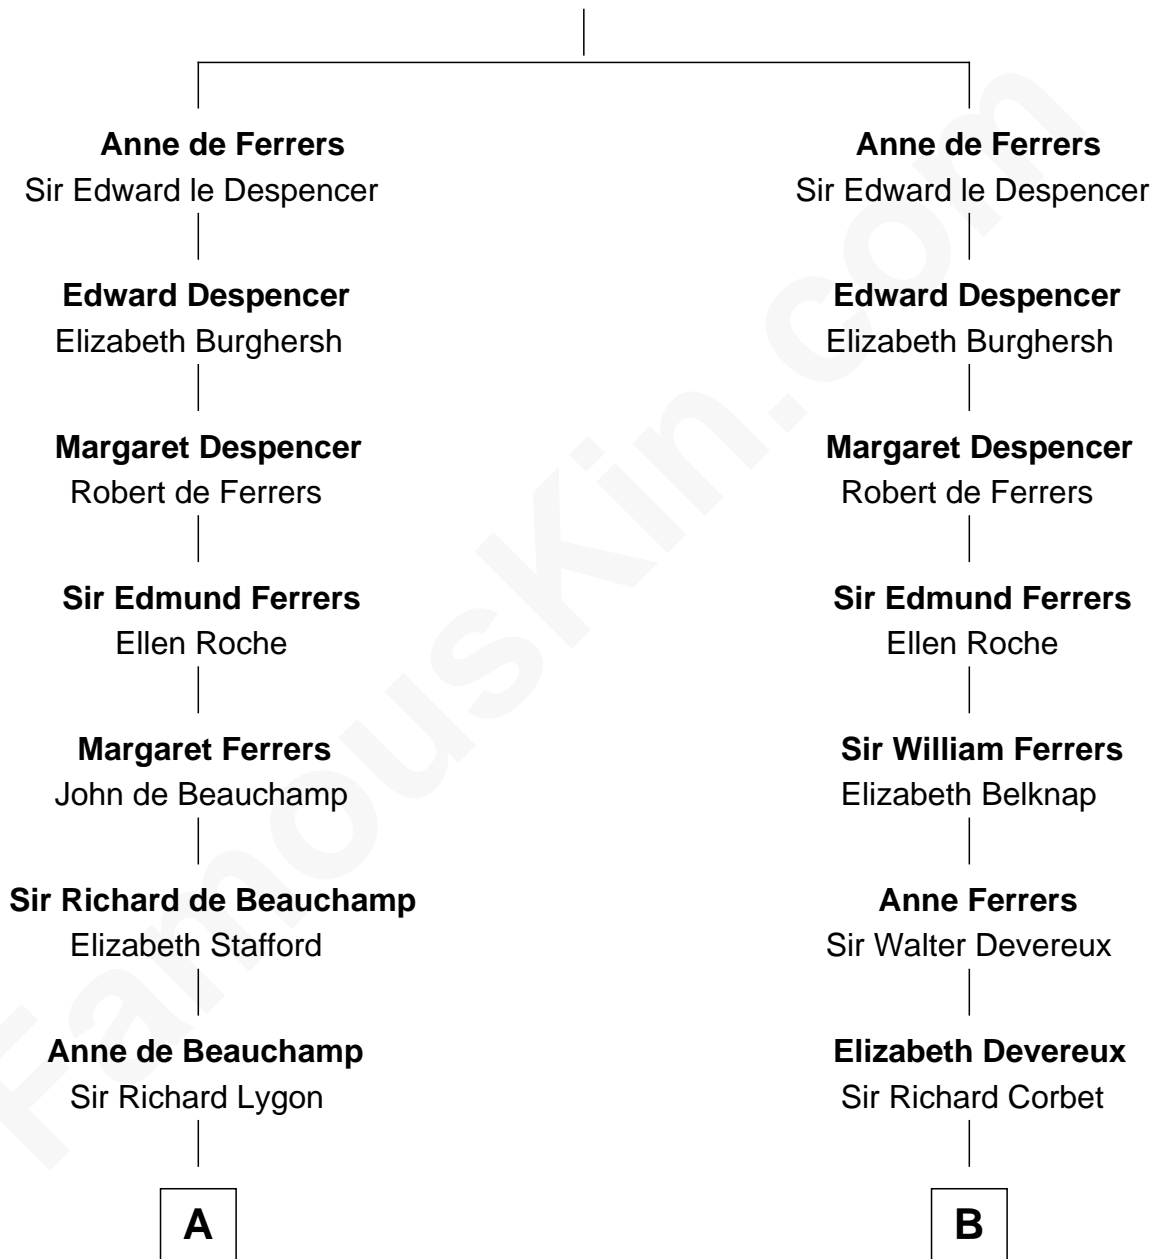 Anne de Ferrers
Sir Edward le Despencer
Edward Despencer
Elizabeth Burghersh
Margaret Despencer
Robert de Ferrers
Sir Edmund Ferrers
Ellen Roche
Margaret Ferrers
John de Beauchamp
Sir Richard de Beauchamp
Elizabeth Stafford
Anne de Beauchamp
Sir Richard Lygon
A
Anne de Ferrers
Sir Edward le Despencer
Edward Despencer
Elizabeth Burghersh
Margaret Despencer
Robert de Ferrers
Sir Edmund Ferrers
Ellen Roche
Sir William Ferrers
Elizabeth Belknap
Anne Ferrers
Sir Walter Devereux
Elizabeth Devereux
Sir Richard Corbet
B
FamousKin.com